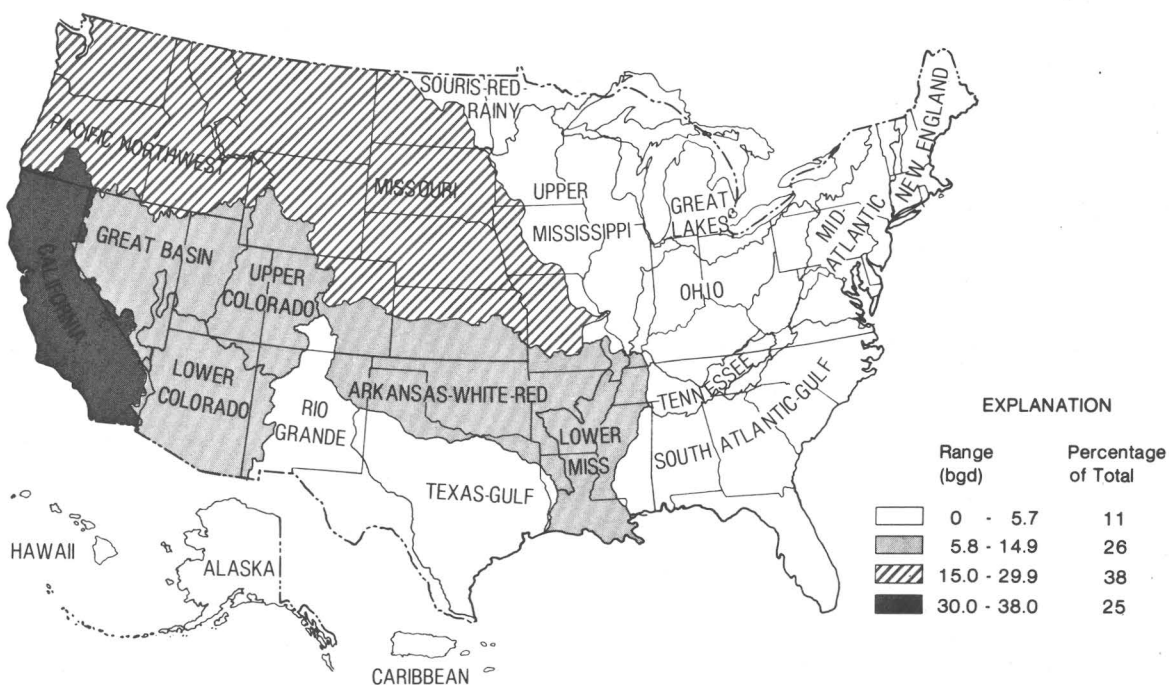 SOURIS-RED
RAINY
NEW ENGLAND
PACIFIC NORTHWEST
MISSOURI
UPPER
MISSISSIPPI
GREAT
LAKES
MID-
ATLANTIC
GREAT BASIN
CALIFORNIA
UPPER
COLORADO
OHIO
LOWER
COLORADO
ARKANSAS-WHITE-RED
TENNESSEE
RIO
GRANDE
LOWER
MISS
SOUTH ATLANTIC-GULF
TEXAS-GULF
HAWAII
ALASKA
CARIBBEAN
EXPLANATION
Range Percentage
(bgd) of Total
0 - 5.7 11
5.8 - 14.9 26
15.0 - 29.9 38
30.0 - 38.0 25